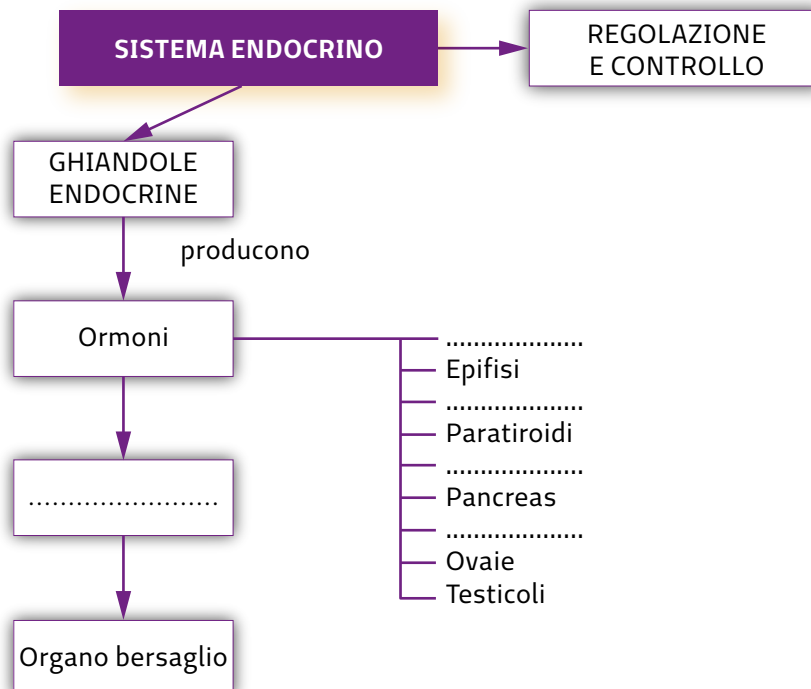 SISTEMA ENDOCRINO
REGOLAZIONE
E CONTROLLO
GHIANDOLE
ENDOCRINE
producono
Ormoni
....................
Epifisi
....................
Paratiroidi
....................
Pancreas
....................
Ovaie
Testicoli
........................
Organo bersaglio